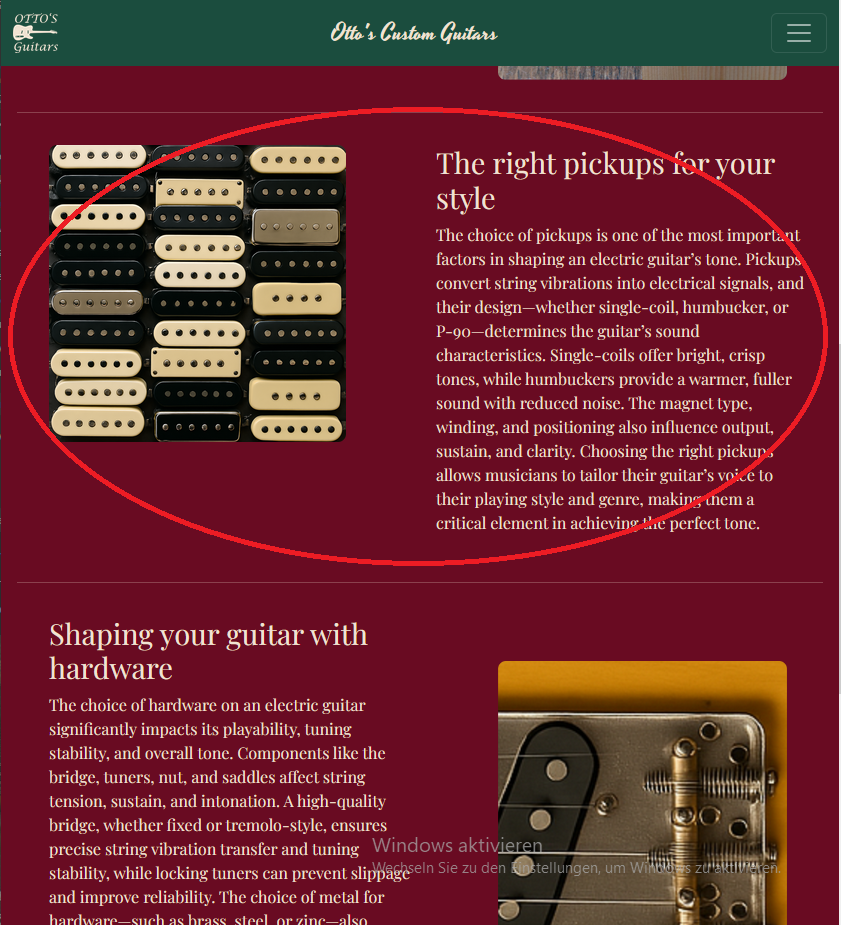 OTTO'S
Guitars
Otto's Custom Guitars
The right pickups for your
style
The choice of pickups is one of the most important
factors in shaping an electric guitar’s tone. Pickups
convert string vibrations into electrical signals, and
their design—whether single-coil, humbucker, or
P-90—determines the guitar’s sound
characteristics. Single-coils offer bright, crisp
tones, while humbuckers provide a warmer, fuller
sound with reduced noise. The magnet type,
winding, and positioning also influence output,
sustain, and clarity. Choosing the right pickups
allows musicians to tailor their guitar’s voice to
their playing style and genre, making them a
critical element in achieving the perfect tone.
Shaping your guitar with
hardware
The choice of hardware on an electric guitar
significantly impacts its playability, tuning
stability, and overall tone. Components like the
bridge, tuners, nut, and saddles affect string
tension, sustain, and intonation. A high-quality
bridge, whether fixed or tremolo-style, ensures
precise string vibration transfer and tuning
stability, while locking tuners can prevent slippage
and improve reliability. The choice of metal for
hardware—such as brass, steel, or zinc—also
Windows aktivieren
Wechseln Sie zu den Einstellungen, um Windows zu aktivieren.